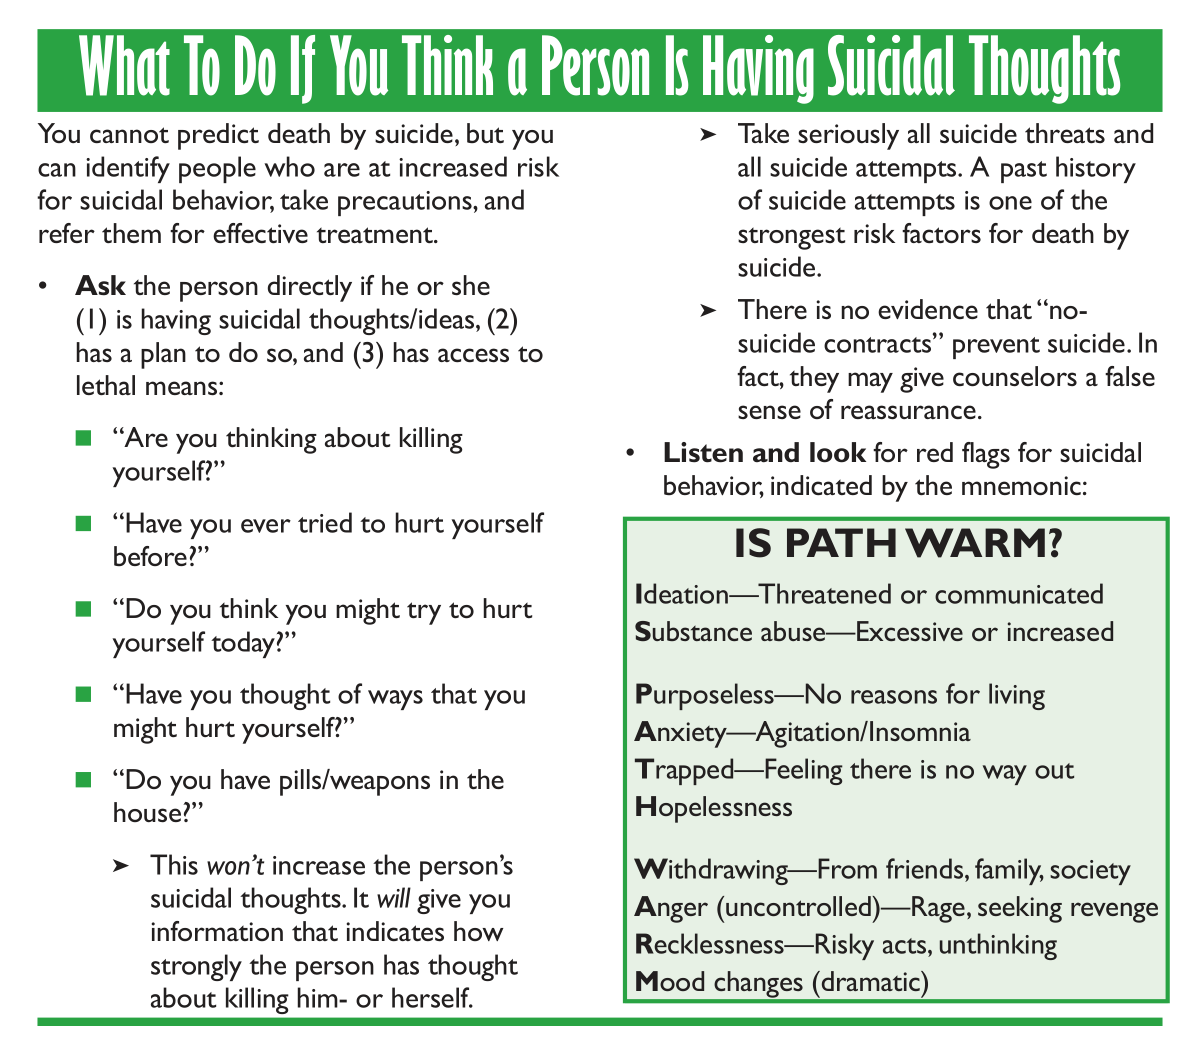 What To Do If You Think a Person Is Having Suicidal Thoughts
You cannot predict death by suicide, but you
can identify people who are at increased risk
for suicidal behavior, take precautions, and
refer them for effective treatment.
• Ask the person directly if he or she
(1) is having suicidal thoughts/ideas, (2)
has a plan to do so, and (3) has access to
lethal means:
■ “Are you thinking about killing
yourself?”
■ “Have you ever tried to hurt yourself
before?”
■ “Do you think you might try to hurt
yourself today?”
■ “Have you thought of ways that you
might hurt yourself?”
■ “Do you have pills/weapons in the
house?”
➤ This won’t increase the person’s
suicidal thoughts. It will give you
information that indicates how
strongly the person has thought
about killing him- or herself.
➤ Take seriously all suicide threats and
all suicide attempts. A past history
of suicide attempts is one of the
strongest risk factors for death by
suicide.
➤ There is no evidence that “no-
suicide contracts” prevent suicide. In
fact, they may give counselors a false
sense of reassurance.
• Listen and look for red flags for suicidal
behavior, indicated by the mnemonic:
IS PATH WARM?
Ideation—Threatened or communicated
Substance abuse—Excessive or increased
Purposeless—No reasons for living
Anxiety—Agitation/Insomnia
Trapped—Feeling there is no way out
Hopelessness
Withdrawing—From friends, family, society
Anger (uncontrolled)—Rage, seeking revenge
Recklessness—Risky acts, unthinking
Mood changes (dramatic)